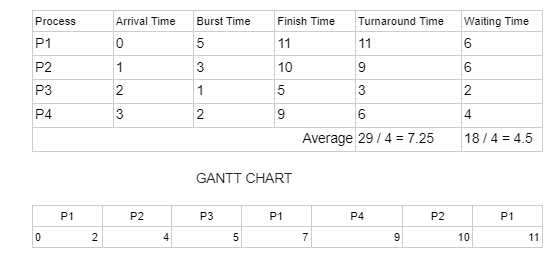 Process Arrival Time Burst Time Finish Time Turnaround Time Waiting Time
P1 0 5 11 11 6
P2 1 3 10 9 6
P3 2 1 5 3 2
P4 3 2 9 6 4
Average 29 / 4 = 7.25 18 / 4 = 4.5
GANTT CHART
P1 P2 P3 P1 P4 P2 P1
0 2 4 5 7 9 10 11